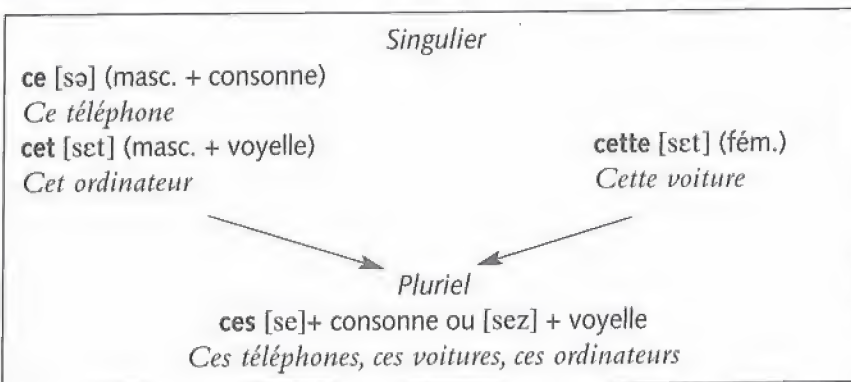 Singulier
ce [sə] (masc. + consonne)
Ce téléphone
cet [sɛt] (masc. + voyelle)
cette [sɛt] (fém.)
Cet ordinateur
Cette voiture
Pluriel
ces [se]+ consonne ou [sez] + voyelle
Ces téléphones, ces voitures, ces ordinateurs